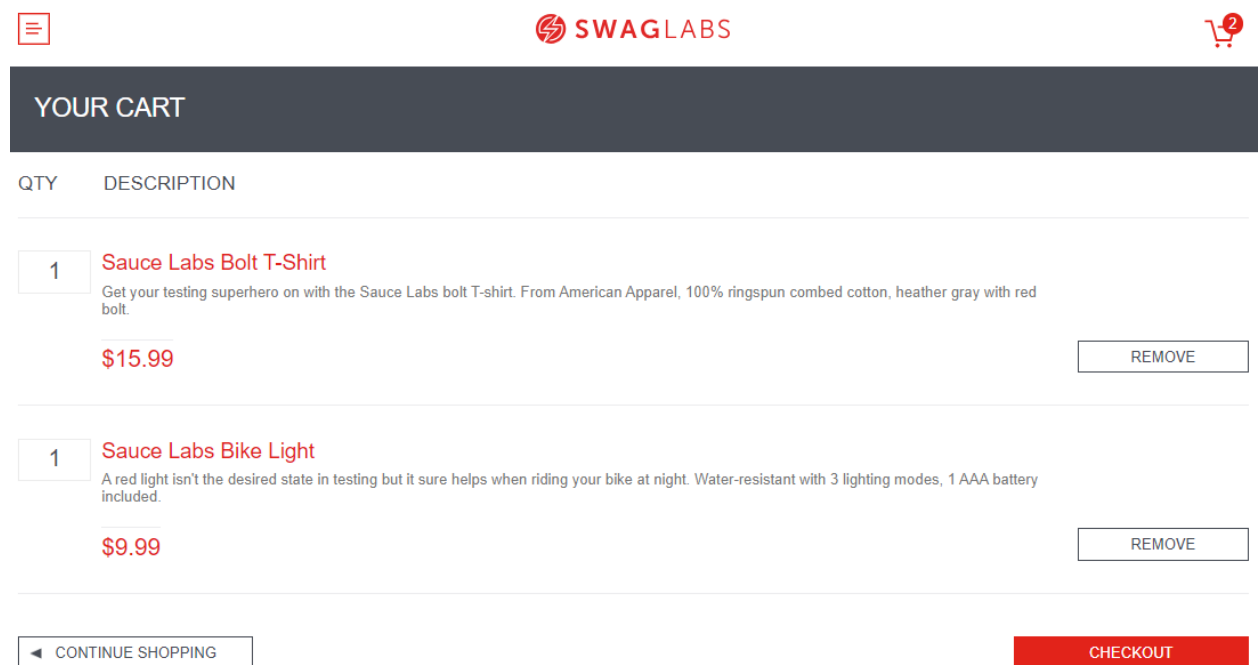 SWAGLABS
2
YOUR CART
QTY DESCRIPTION
1
Sauce Labs Bolt T-Shirt
Get your testing superhero on with the Sauce Labs bolt T-shirt. From American Apparel, 100% ringspun combed cotton, heather gray with red
bolt.
$15.99
REMOVE
1
Sauce Labs Bike Light
A red light isn't the desired state in testing but it sure helps when riding your bike at night. Water-resistant with 3 lighting modes, 1 AAA battery
included.
$9.99
REMOVE
CONTINUE SHOPPING
CHECKOUT